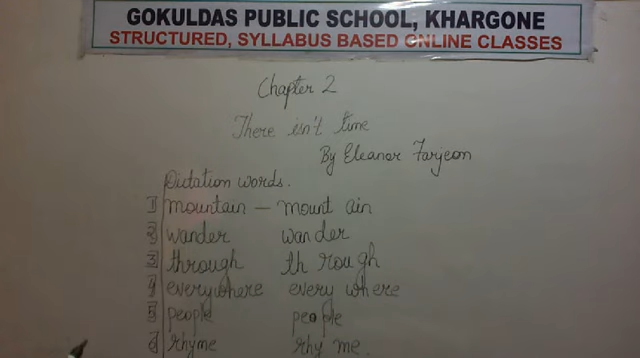 GOKULDAS PUBLIC SCHOOL, KHARGONE
STRUCTURED, SYLLABUS BASED ONLINE CLASSES
Chapter 2
There isn't time
By Eleanor Farjeon
Dictation words.
1 mountain - mount ain
2 wander wan der
3 through th rough
4 everywhere every where
5 people peo ple
6 rhyme rhy me.